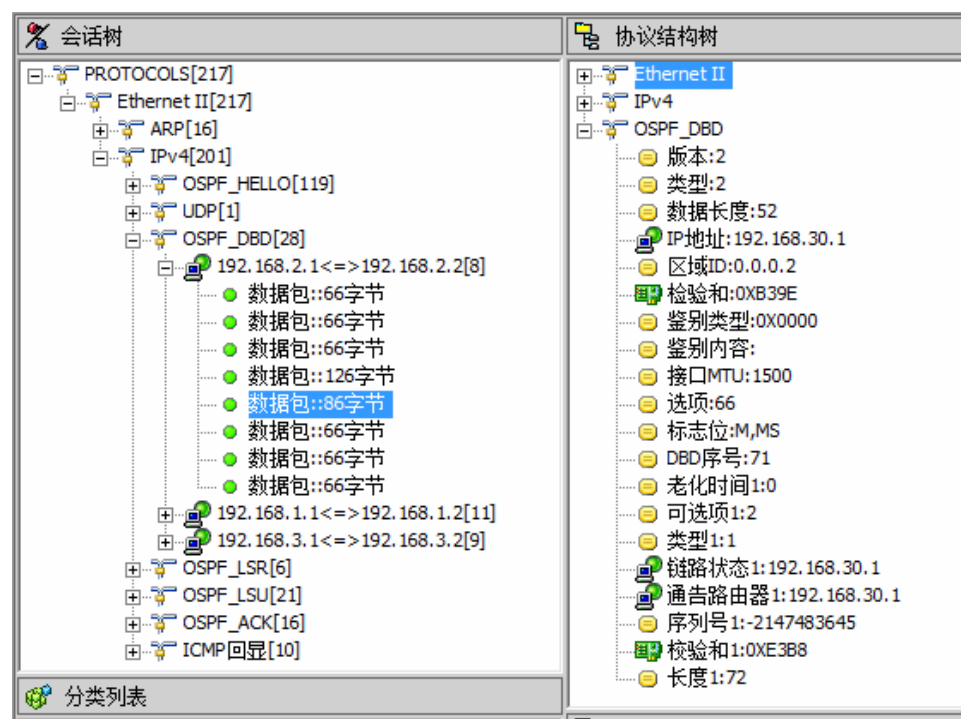 会话树
PROTOCOLS[217]
Ethernet II[217]
ARP[16]
IPv4[201]
OSPF_HELLO[119]
UDP[1]
OSPF_DBD[28]
192.168.2.1<=>192.168.2.2[8]
数据包::66字节
数据包::66字节
数据包::66字节
数据包::126字节
数据包::86字节
数据包::66字节
数据包::66字节
数据包::66字节
192.168.1.1<=>192.168.1.2[11]
192.168.3.1<=>192.168.3.2[9]
OSPF_LSR[6]
OSPF_LSU[21]
OSPF_ACK[16]
ICMP回显[10]
分类列表
协议结构树
Ethernet II
IPv4
OSPF_DBD
版本:2
类型:2
数据长度:52
IP地址:192.168.30.1
区域ID:0.0.0.2
检验和:0XB39E
鉴别类型:0X0000
鉴别内容:
接口MTU:1500
选项:66
标志位:M,MS
DBD序号:71
老化时间1:0
可选项1:2
类型1:1
链路状态1:192.168.30.1
通告路由器1:192.168.30.1
序列号1:-2147483645
校验和1:0XE3B8
长度1:72